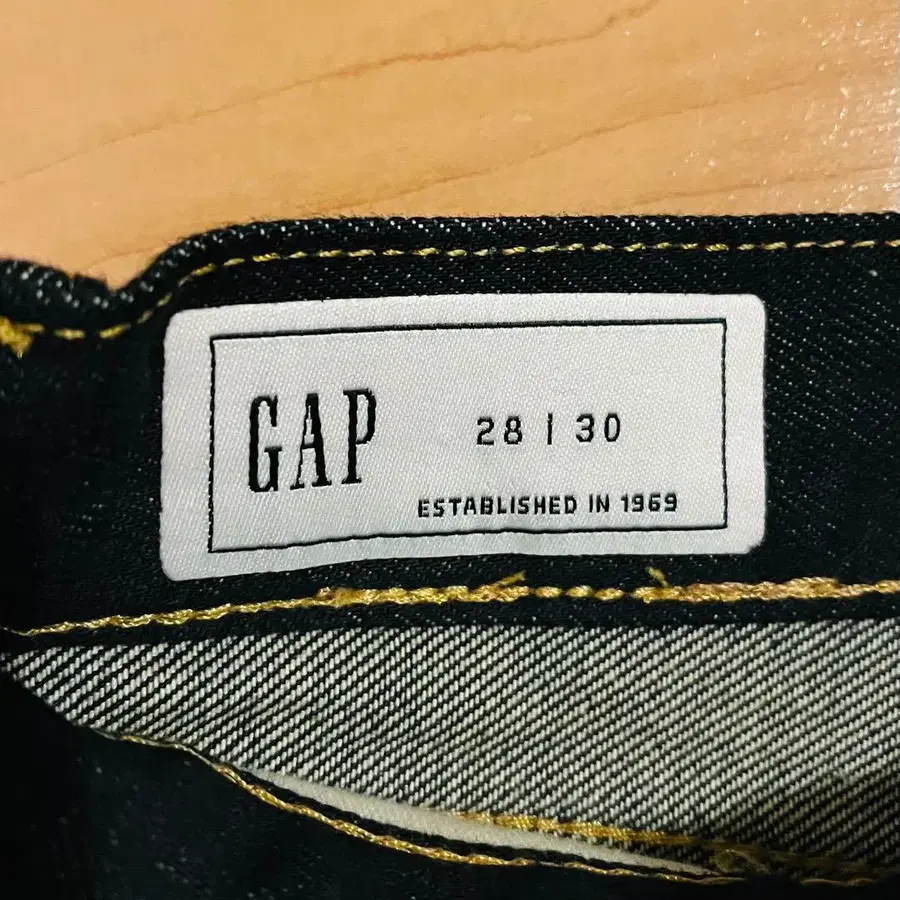 GAP
28 | 30
ESTABLISHED IN 1969